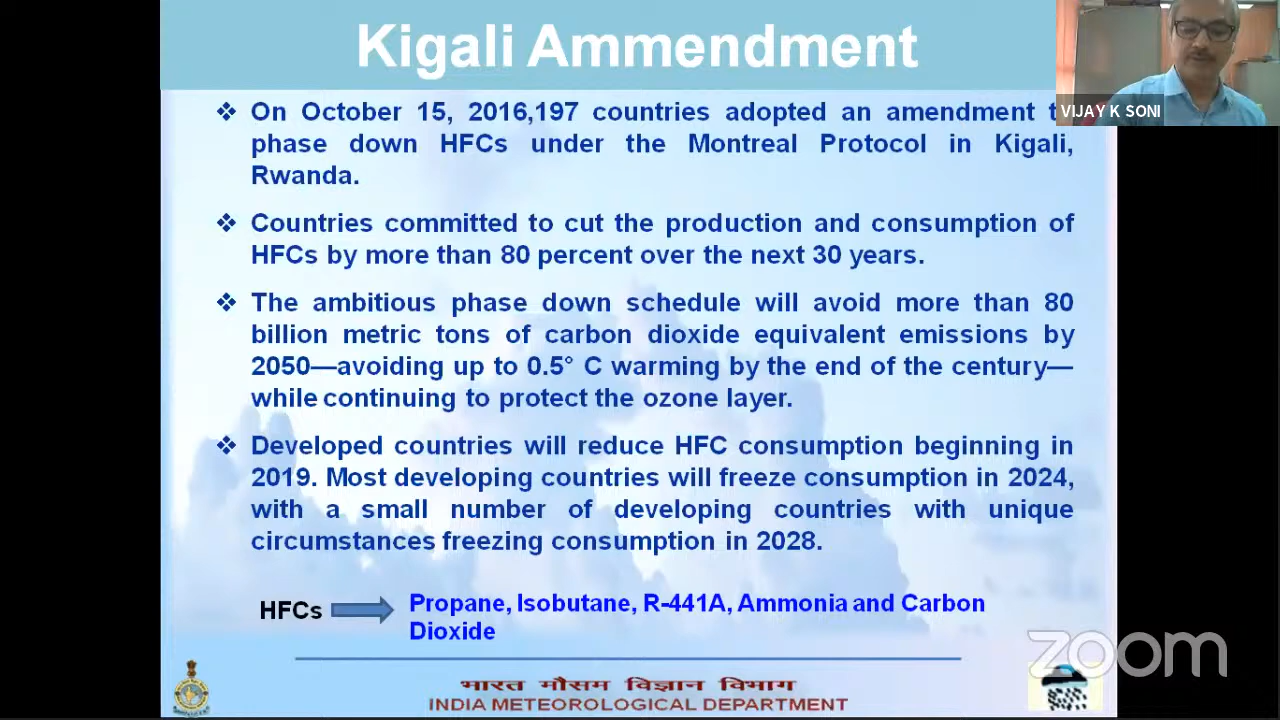 Kigali Ammendment
VIJAY K SONI
❖ On October 15, 2016,197 countries adopted an amendment
phase down HFCs under the Montreal Protocol in Kigali,
Rwanda.
❖ Countries committed to cut the production and consumption of
HFCs by more than 80 percent over the next 30 years.
❖ The ambitious phase down schedule will avoid more than 80
billion metric tons of carbon dioxide equivalent emissions by
2050—avoiding up to 0.5° C warming by the end of the century—
while continuing to protect the ozone layer.
❖ Developed countries will reduce HFC consumption beginning in
2019. Most developing countries will freeze consumption in 2024,
with a small number of developing countries with unique
circumstances freezing consumption in 2028.
HFCs
Propane, Isobutane, R-441A, Ammonia and Carbon
Dioxide
zoom
भारत मौसम विज्ञान विभाग
INDIA METEOROLOGICAL DEPARTMENT